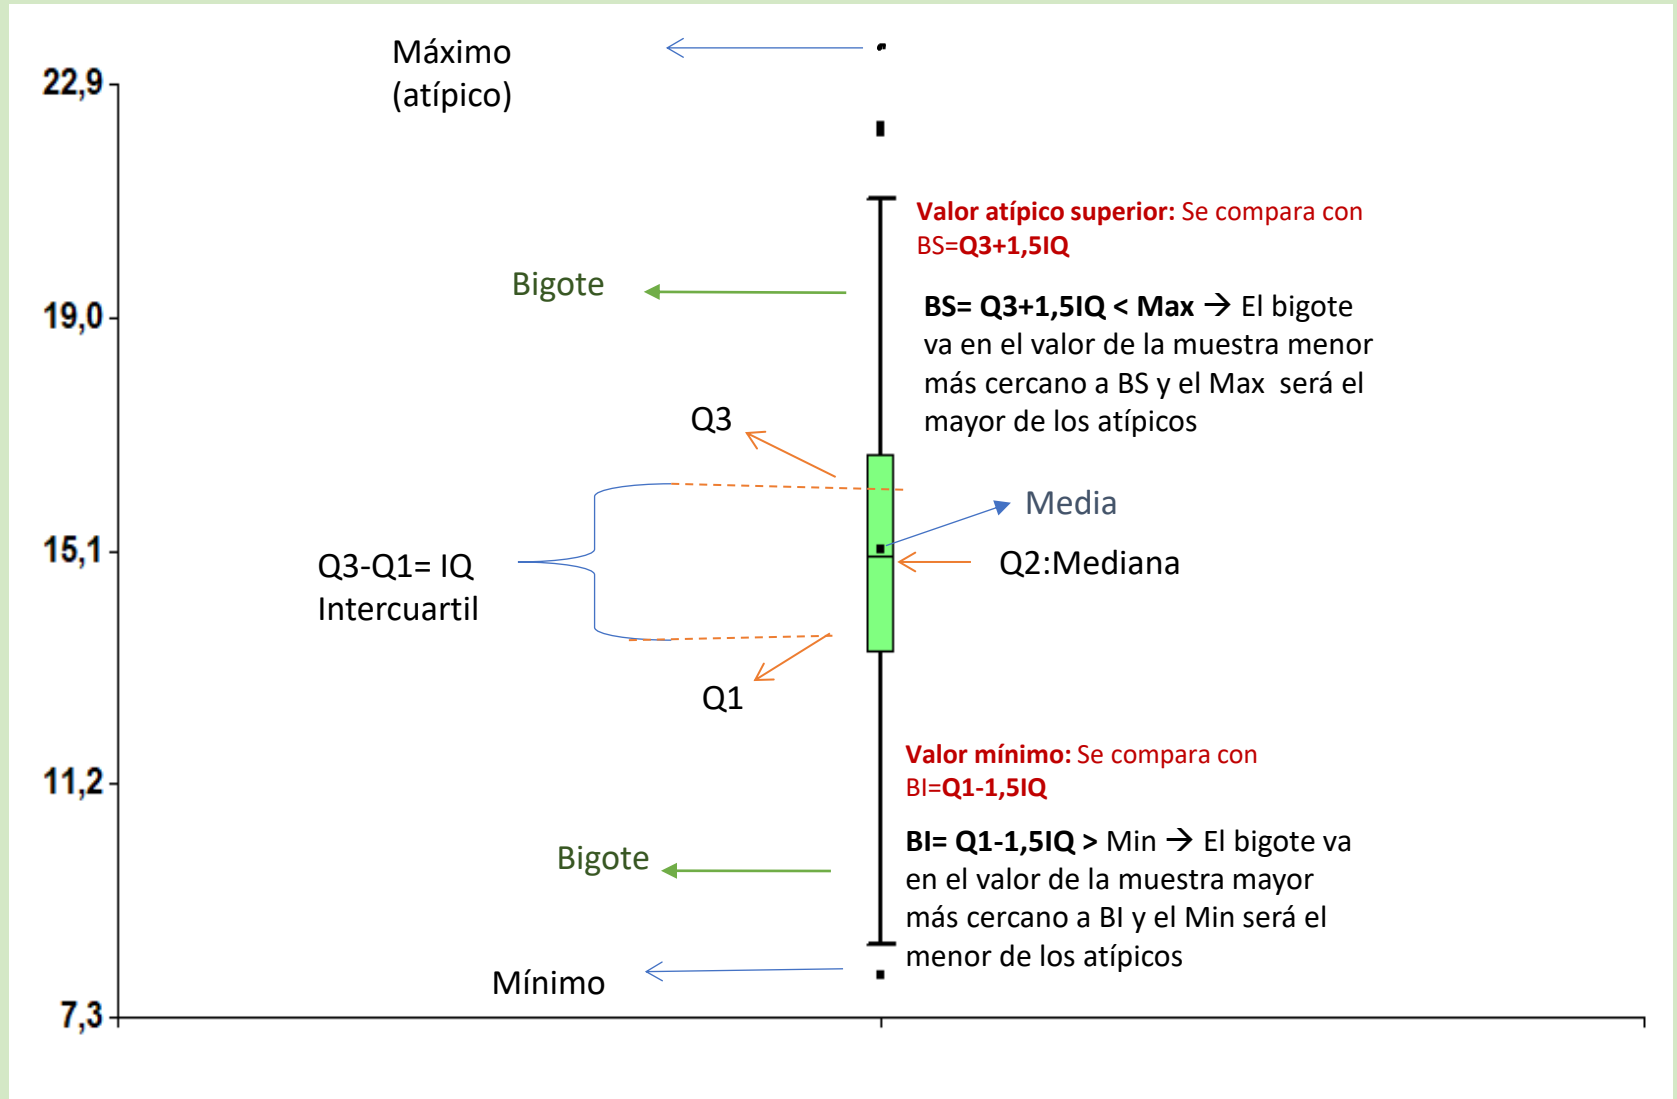 Máximo
(atípico)
22,9
Valor atípico superior: Se compara con
BS=Q3+1,5IQ
Bigote
19,0
BS= Q3+1,5IQ < Max → El bigote
va en el valor de la muestra menor
más cercano a BS y el Max será el
mayor de los atípicos
Q3
Media
15,1
Q3-Q1= IQ
Intercuartil
Q2:Mediana
Q1
Valor mínimo: Se compara con
BI=Q1-1,5IQ
11,2
BI= Q1-1,5IQ > Min → El bigote va
en el valor de la muestra mayor
más cercano a BI y el Min será el
menor de los atípicos
Bigote
Mínimo
7,3